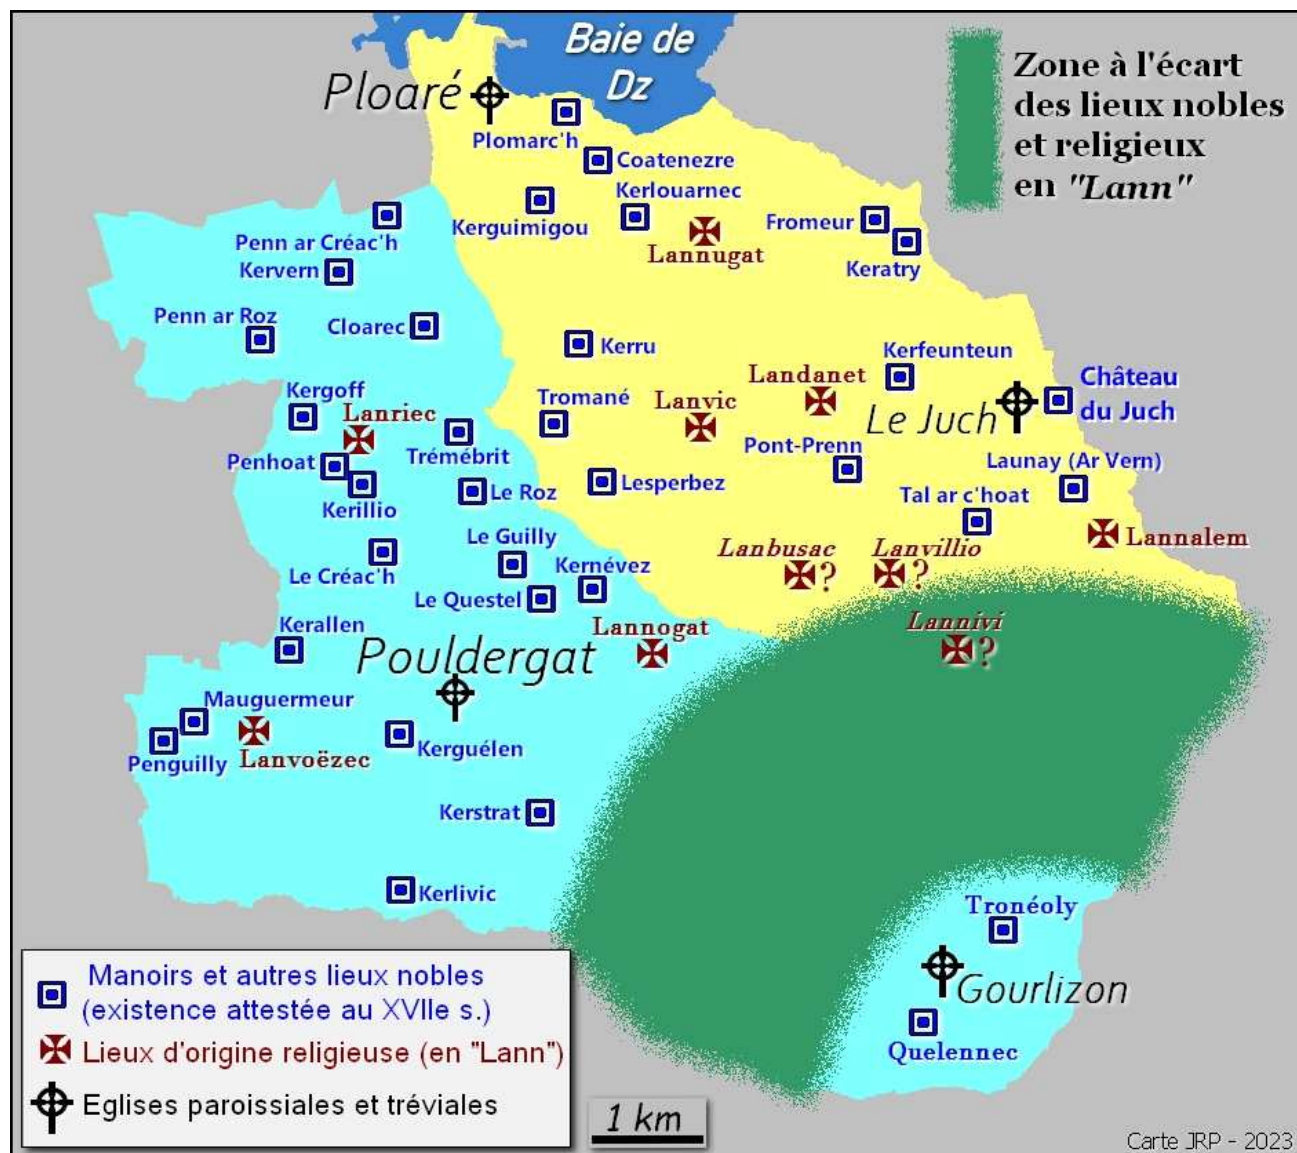 Baie de
Dz
Ploaré
Zone à l'écart
des lieux nobles
et religieux
en "Lann"
Plomarc'h
Coatenezre
Kerlouarnec
Kerguimigou
Fromeur
Lannugat
Keratry
Penn ar Créac'h
Kervern
Penn ar Roz
Cloarec
Kerru
Kerfeunteun
Landanet
Château
du Juch
Kergoff
Lanriec
Tromané
Lanvic
Le Juch
Trémébrit
Pont-Prenn
Penhoat
Launay (Ar Vern)
Lesperbez
Le Roz
Tal ar c'hoat
Kerillio
Le Guilly
Lannalem
Lanbusac
?
Lanvillio
?
Kernévez
Le Créac'h
Le Questel
Kerallen
Lannogat
Lannivi
?
Pouldergat
Mauguermeur
Kerguélen
Lanvoëzec
Penguilly
Kerstrat
Kerlivic
Tronéoly
Gourlizon
Quelennec
Manoirs et autres lieux nobles
(existence attestée au XVIIe s.)
Lieux d'origine religieuse (en "Lann")
Eglises paroissiales et tréviales
1 km
Carte JRP - 2023